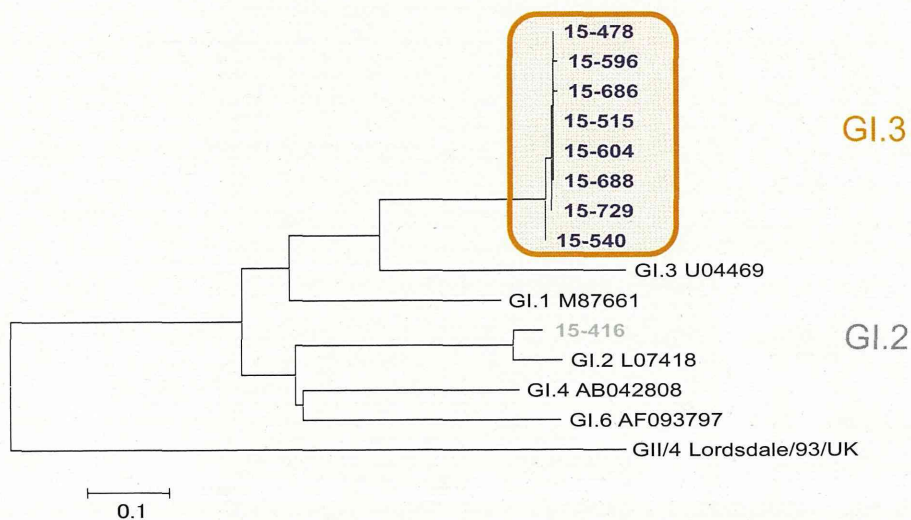 15-478
15-596
15-686
15-515
GI.3
15-604
15-688
15-729
15-540
GI.3 U04469
GI.1 M87661
15-416
GI.2
GI.2 L07418
GI.4 AB042808
GI.6 AF093797
GII/4 Lordsdale/93/UK
0.1